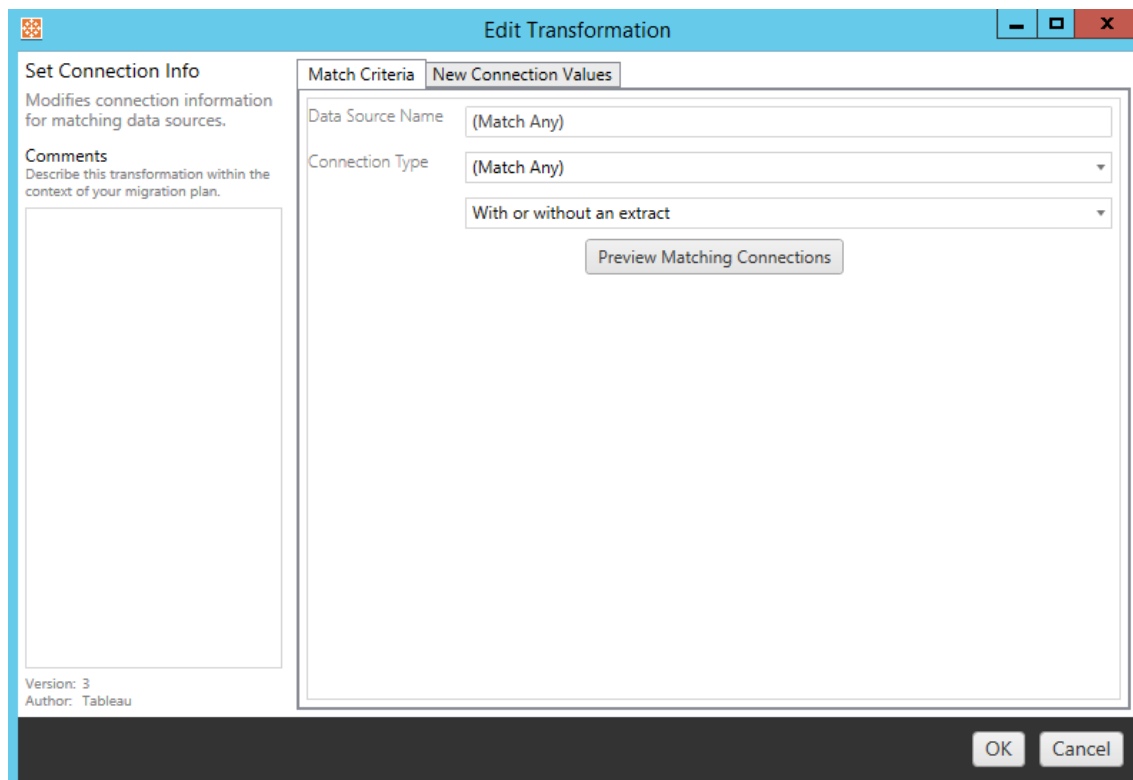 Edit Transformation
Set Connection Info
Modifies connection information
for matching data sources.
Comments
Describe this transformation within the
context of your migration plan.
Version: 3
Author: Tableau
Match Criteria
New Connection Values
Data Source Name
(Match Any)
Connection Type
(Match Any)
With or without an extract
Preview Matching Connections
OK
Cancel